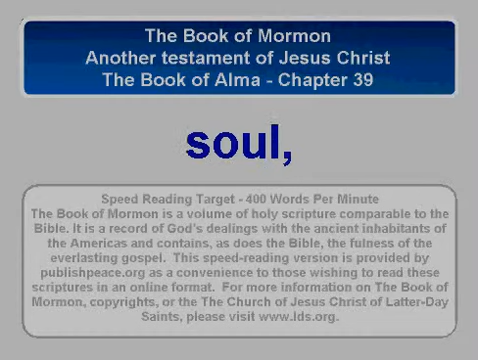 The Book of Mormon
Another testament of Jesus Christ
The Book of Alma - Chapter 39
soul,
Speed Reading Target - 400 Words Per Minute
The Book of Mormon is a volume of holy scripture comparable to the
Bible. It is a record of God's dealings with the ancient inhabitants of
the Americas and contains, as does the Bible, the fulness of the
everlasting gospel. This speed-reading version is provided by
publishpeace.org as a convenience to those wishing to read these
scriptures in an online format. For more information on The Book of
Mormon, copyrights, or the The Church of Jesus Christ of Latter-Day
Saints, please visit www.lds.org.